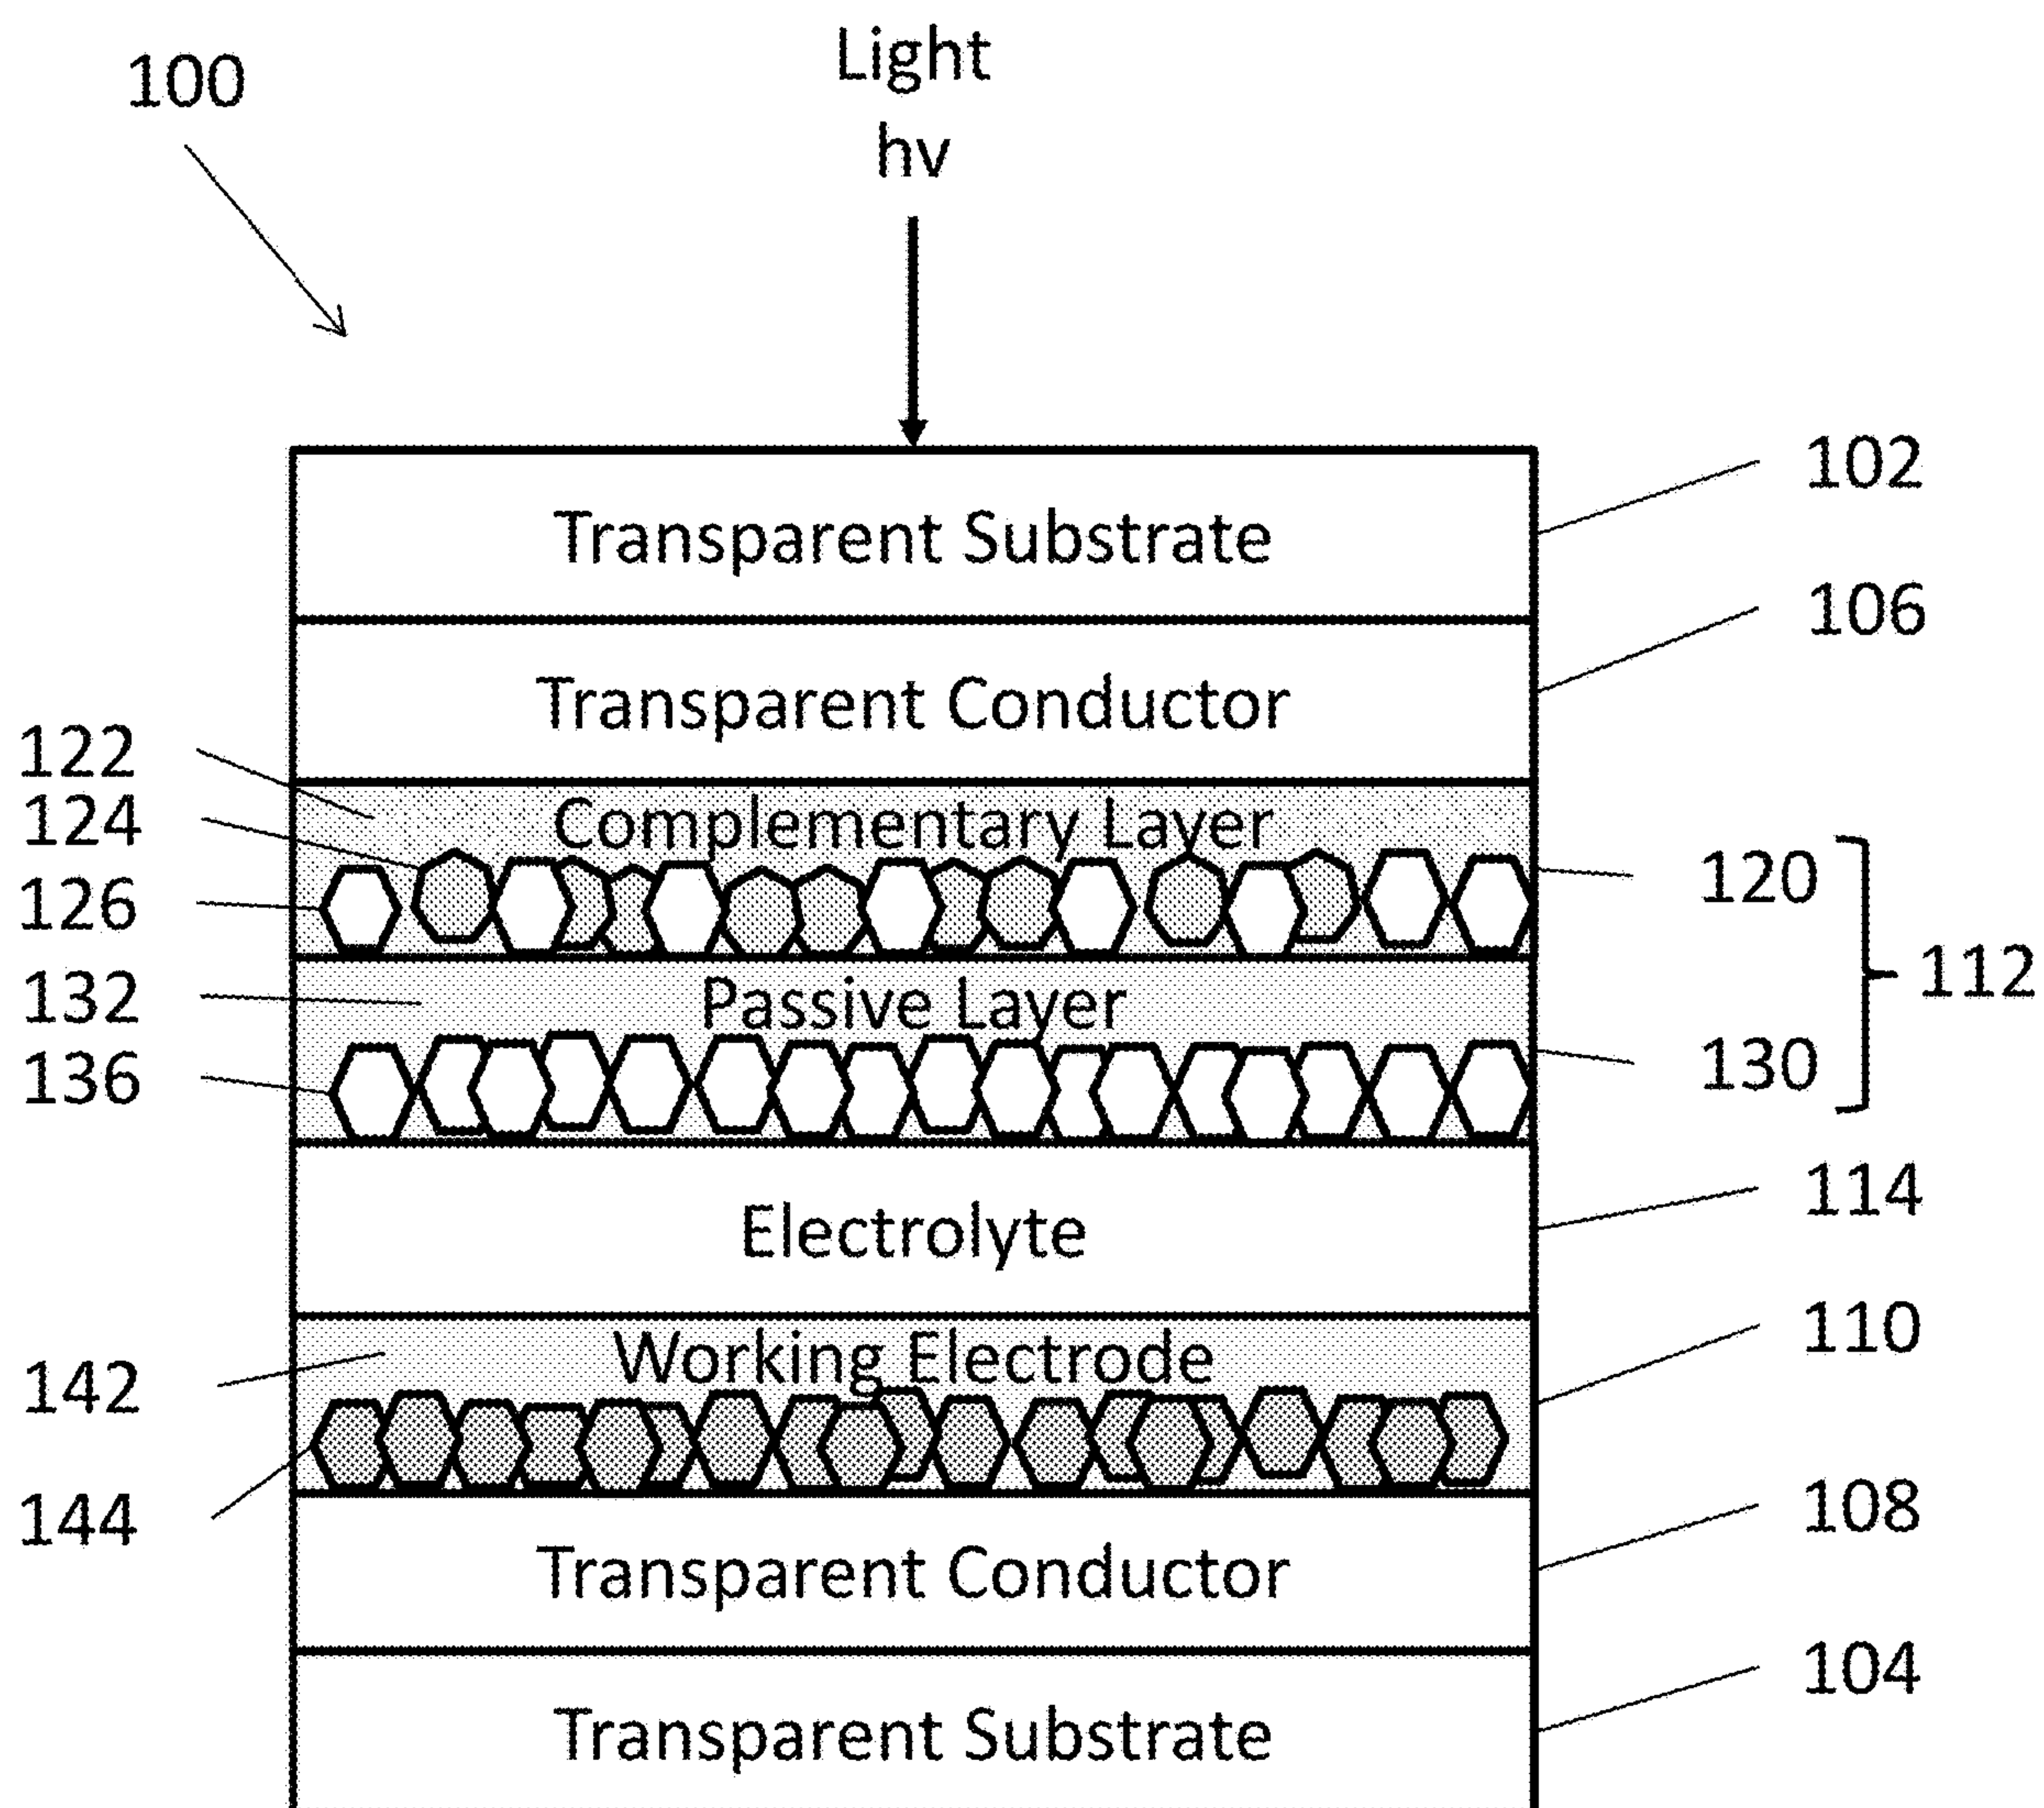 100
Light
hv
102
Transparent Substrate
106
Transparent Conductor
122
Complementary Layer
124
120
126
112
132
Passive Layer
130
136
114
Electrolyte
110
Working Electrode
142
108
144
Transparent Conductor
104
Transparent Substrate